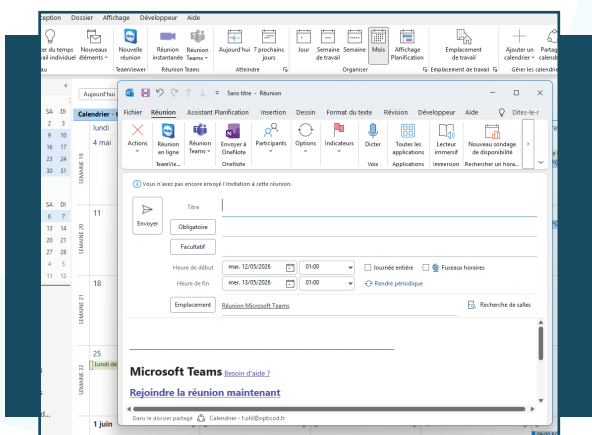 ception Dossier Affichage Développeur Aide
er du temps Nouveaux Nouvelle Réunion Réunion Aujourd'hui 7 prochains Jour Semaine Semaine Mois Affichage Emplacement Ajouter un Partag
vail individuel éléments réunion instantanée Teams jours de travail Planification de travail calendrier calendri
au TeamViewer Réunion Teams Atteindre Organiser Emplacement de travail Gérer les calendrie
SA DI
2 3
9 10
16 17
23 24
30 31
SA DI
6 7
13 14
20 21
27 28
4 5
11 12
Aujourd'hui
Calendrier - t
lundi
4 mai
SEMAINE 19
11
SEMAINE 20
18
SEMAINE 21
25
Lundi de
SEMAINE 22
1 juin
Sans titre - Réunion
Fichier Réunion Assistant Planification Insertion Dessin Format du texte Révision Développeur Aide Dites-le-r
Actions Réunion Réunion Envoyer à Participants Options Indicateurs Dicter Toutes les Lecteur Nouveau sondage
en ligne Teams OneNote applications immersif de disponibilité
TeamVie... OneNote Voix Applications Immersion Rechercher un hora...
Vous n'avez pas encore envoyé l'invitation à cette réunion.
Envoyer
Titre
Obligatoire
Facultatif
Heure de début mar. 12/05/2026 01:00 Journée entière Fuseaux horaires
Heure de fin mer. 13/05/2026 01:00 Rendre périodique
Emplacement Réunion Microsoft Teams Recherche de salles
Microsoft Teams Besoin d'aide ?
Rejoindre la réunion maintenant
Dans le dossier partagé Calendrier - f.ohl@opticod.fr